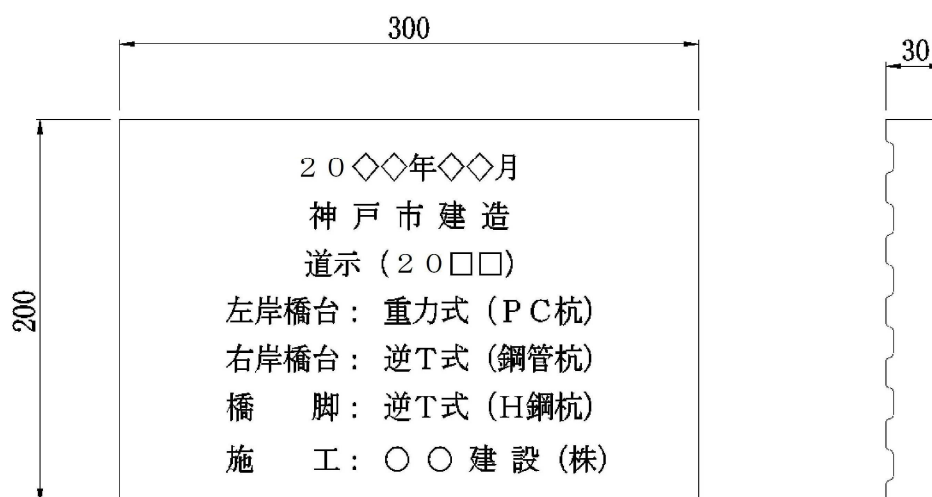 300
30
200
２０◇◇年◇◇月
神戸市建造
道示（２０□□）
左岸橋台：重力式（ＰＣ杭）
右岸橋台：逆Ｔ式（鋼管杭）
橋　脚：逆Ｔ式（Ｈ鋼杭）
施　工：○○建設（株）